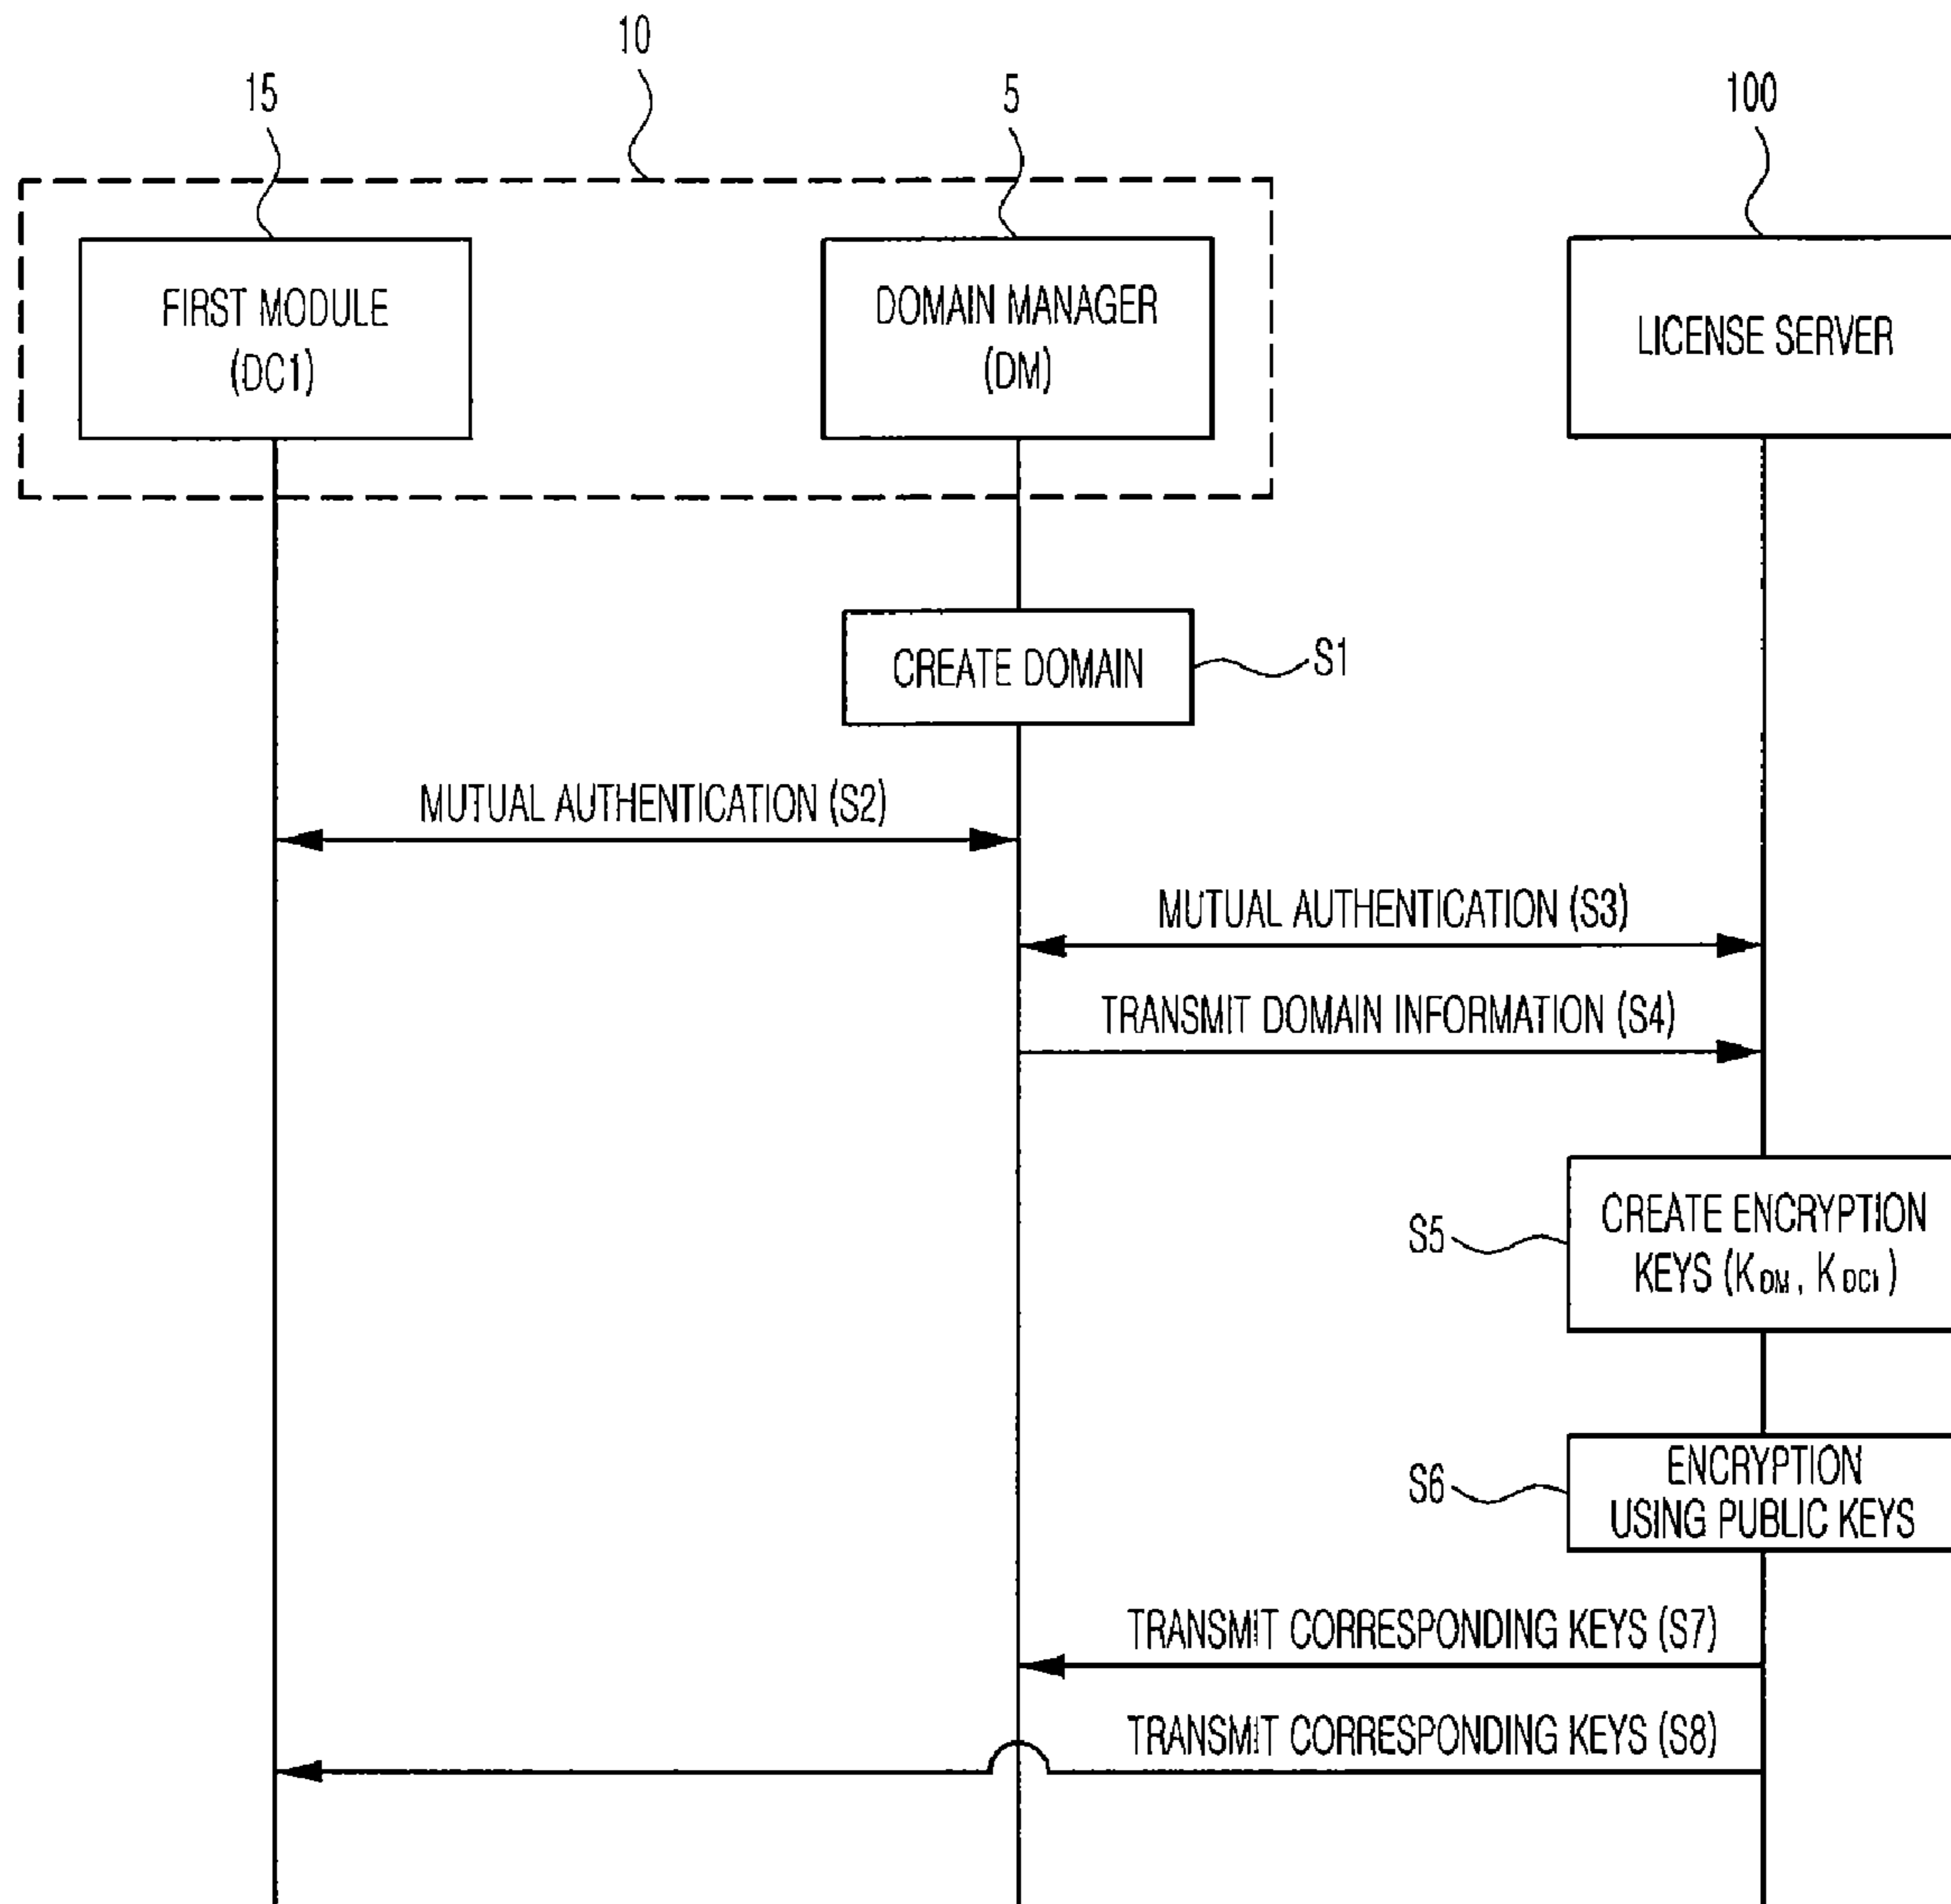 10
15
5
100
FIRST MODULE
(DC1)
DOMAIN MANAGER
(DM)
LICENSE SERVER
CREATE DOMAIN
S1
MUTUAL AUTHENTICATION (S2)
MUTUAL AUTHENTICATION (S3)
TRANSMIT DOMAIN INFORMATION (S4)
S5
CREATE ENCRYPTION
KEYS (KDM, KDC1)
S6
ENCRYPTION
USING PUBLIC KEYS
TRANSMIT CORRESPONDING KEYS (S7)
TRANSMIT CORRESPONDING KEYS (S8)